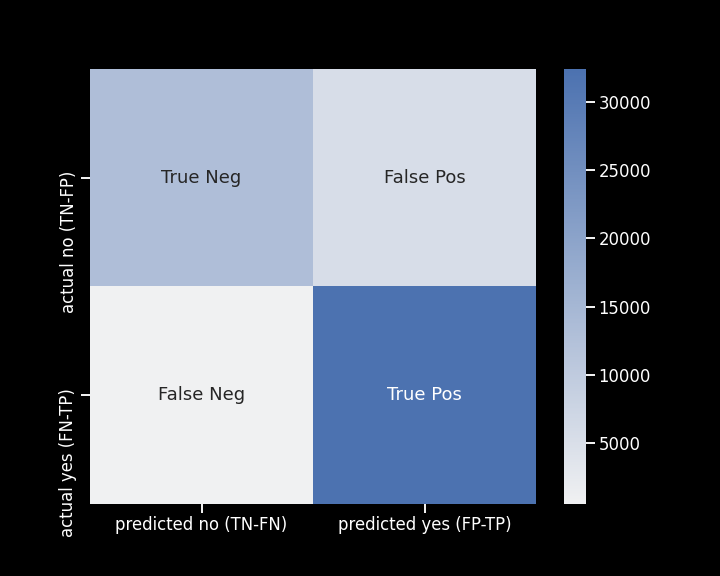 True Neg
False Pos
False Neg
True Pos
actual no (TN-FP)
actual yes (FN-TP)
predicted no (TN-FN)
predicted yes (FP-TP)
30000
25000
20000
15000
10000
5000